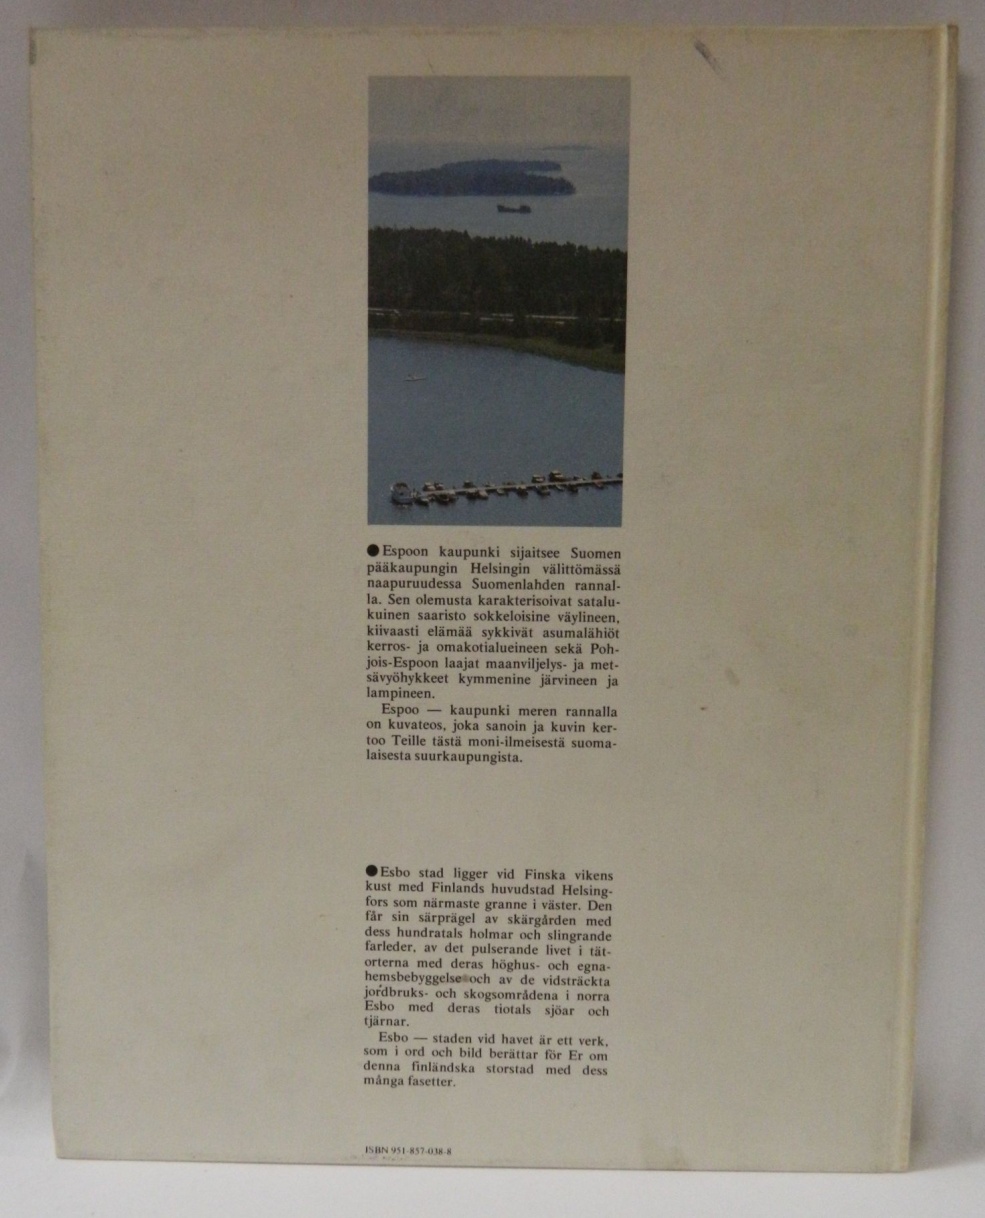 ●Espoon kaupunki sijaitsee Suomen
pääkaupungin Helsingin välittömässä
naapuruudessa Suomenlahden rannal-
la. Sen olemusta karakterisoivat satalu-
kuinen saaristo sokkeloisine väylineen,
kiivaasti elämää sykkivät asumalähiöt
kerros- ja omakotialueineen sekä Poh-
jois-Espoon laajat maanviljelys- ja met-
sävyöhykkeet kymmenine järvineen ja
lampineen.
Espoo — kaupunki meren rannalla
on kuvateos, joka sanoin ja kuvin ker-
too Teille tästä moni-ilmeisestä suoma-
laisesta suurkaupungista.
●Esbo stad ligger vid Finska vikens
kust med Finlands huvudstad Helsing-
fors som närmaste granne i väster. Den
får sin särprägel av skärgården med
dess hundratals holmar och slingrande
farleder, av det pulserande livet i tät-
orterna med deras höghus- och egna-
hemsbebyggelse och av de vidsträckta
jordbruks- och skogsområdena i norra
Esbo med deras tiotals sjöar och
tjärnar.
Esbo — staden vid havet är ett verk,
som i ord och bild berättar för Er om
denna finländska storstad med dess
många fasetter.
ISBN 951-857-038-8